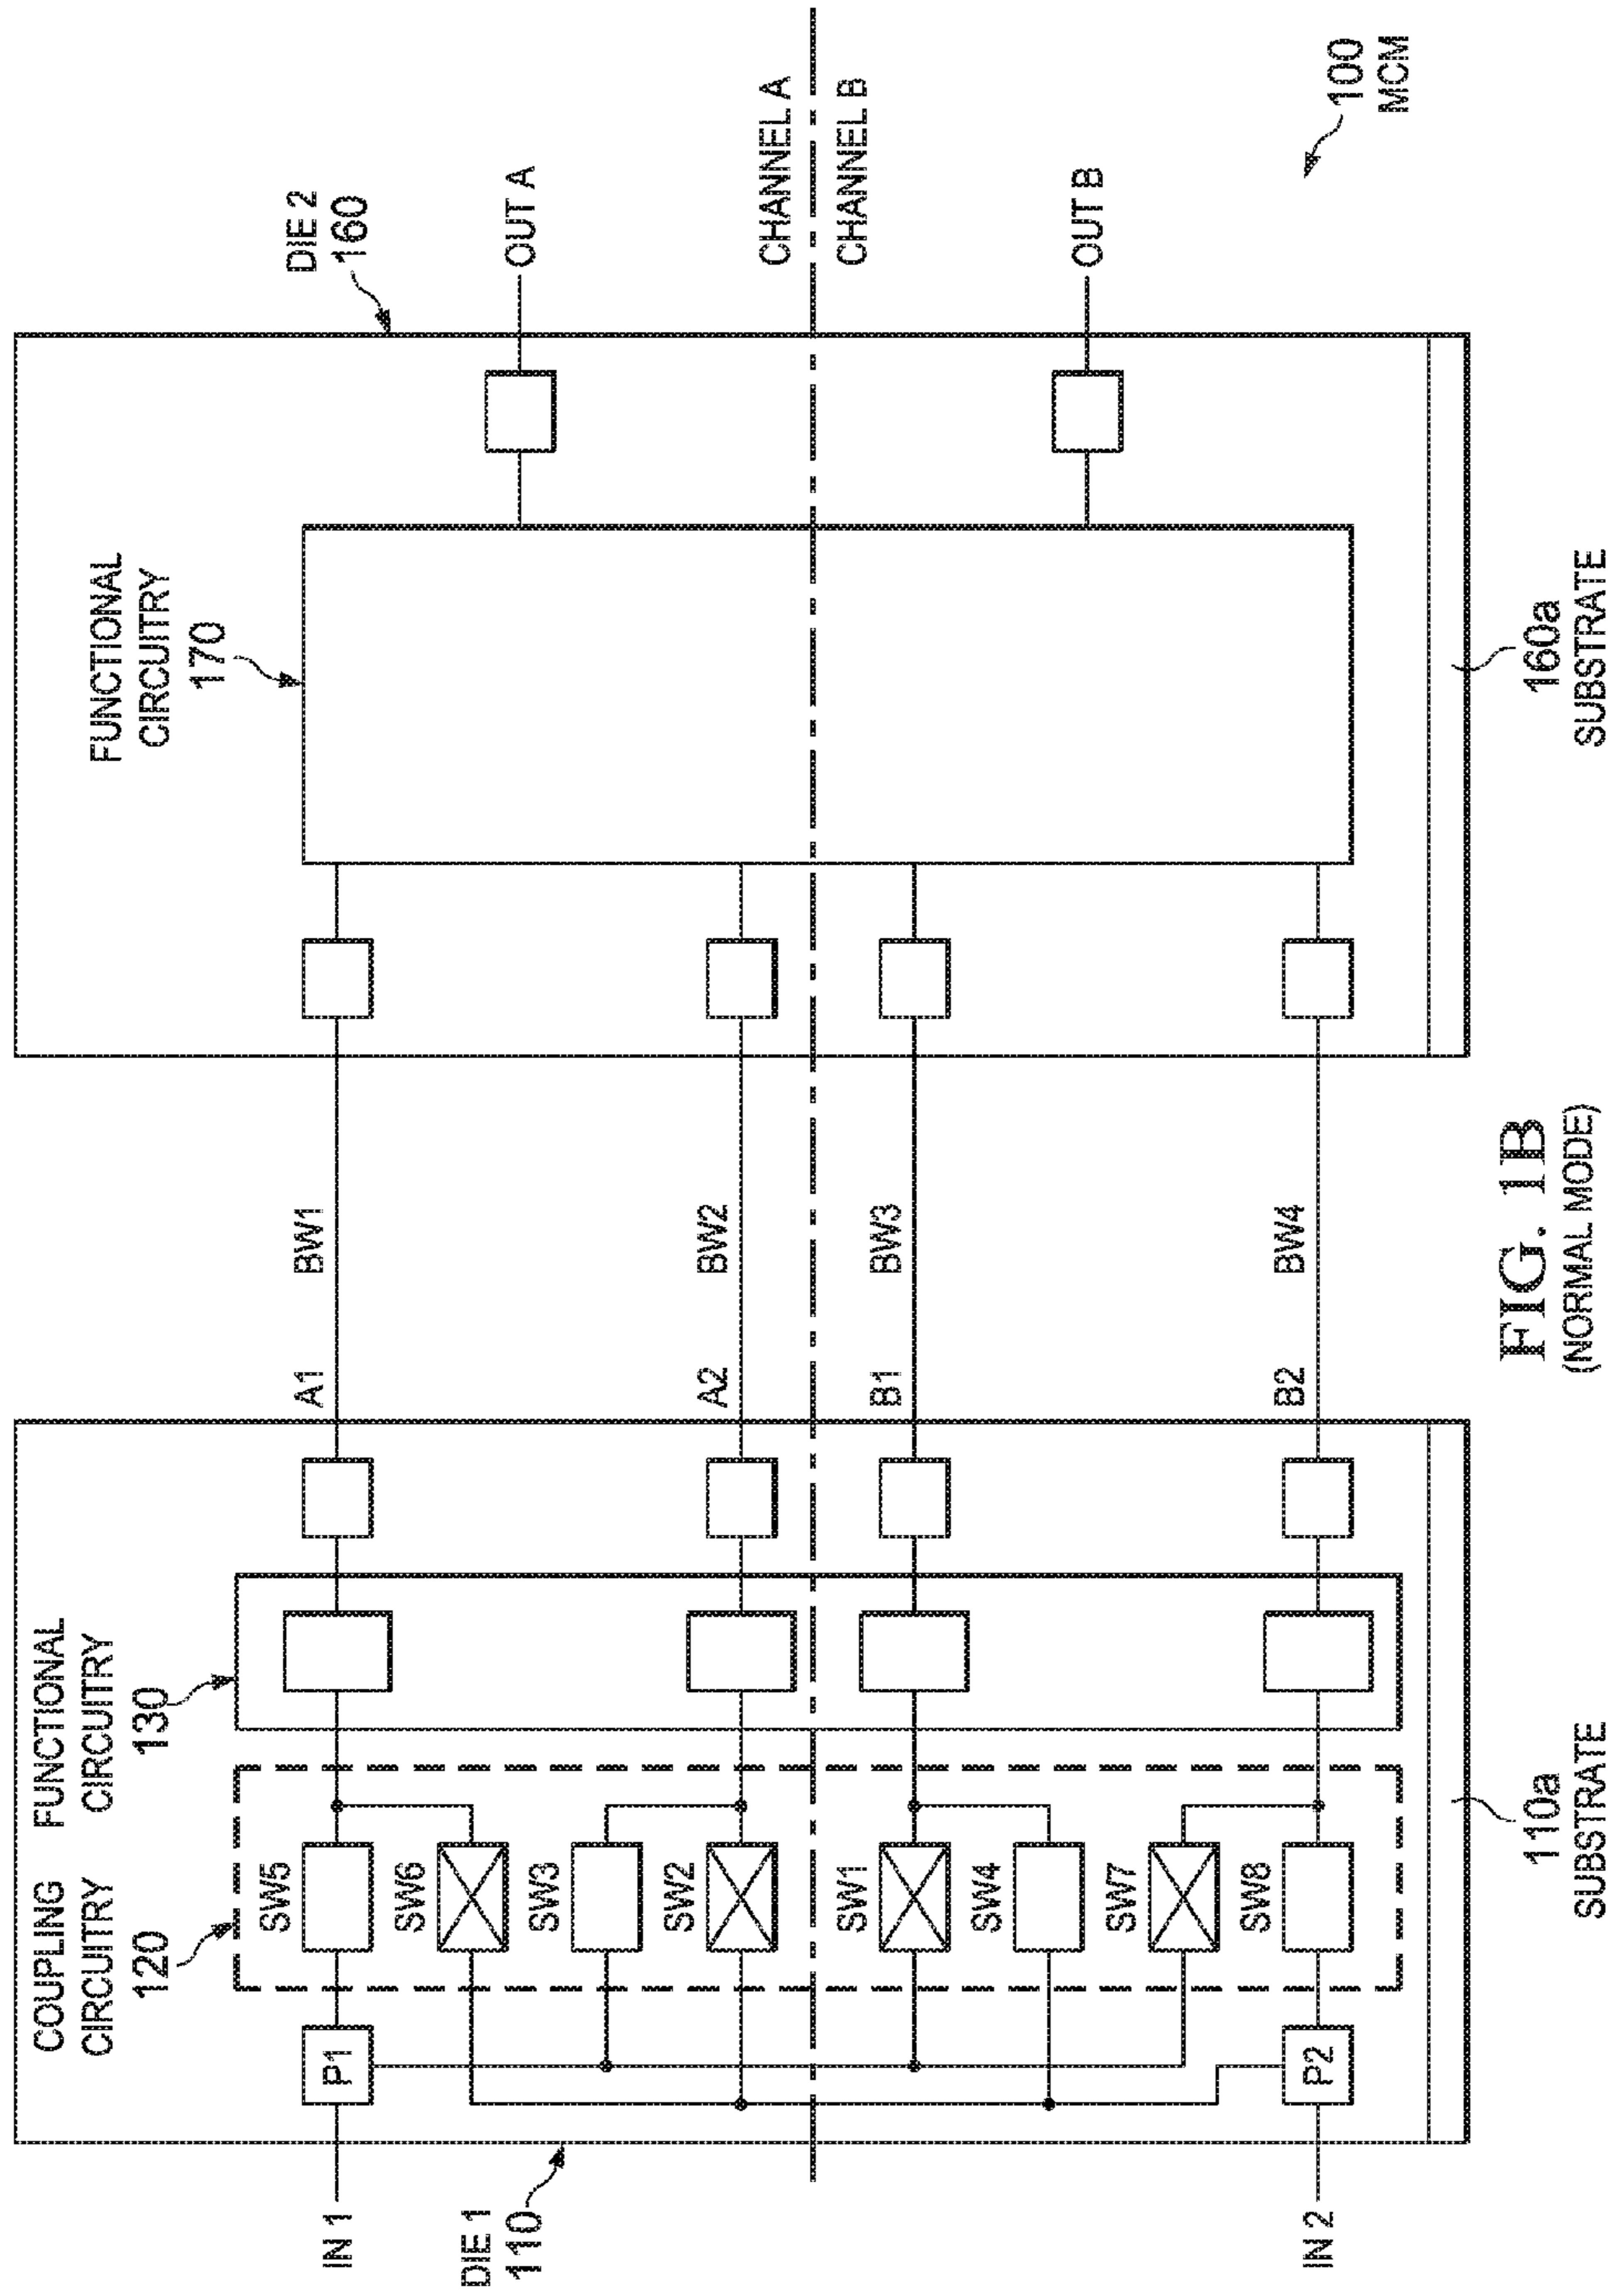 COUPLING
CIRCUITRY
120
FUNCTIONAL
CIRCUITRY
130
FUNCTIONAL
CIRCUITRY
170
DIE 2
160
IN 1
P1
SW5
A1
BW1
SW6
SW3
SW2
A2
BW2
OUT A
DIE 1
110
CHANNEL A
CHANNEL B
SW1
B1
BW3
SW4
SW7
SW8
B2
BW4
OUT B
IN 2
P2
100
MCM
110a
SUBSTRATE
160a
SUBSTRATE
FIG. 1B
(NORMAL MODE)